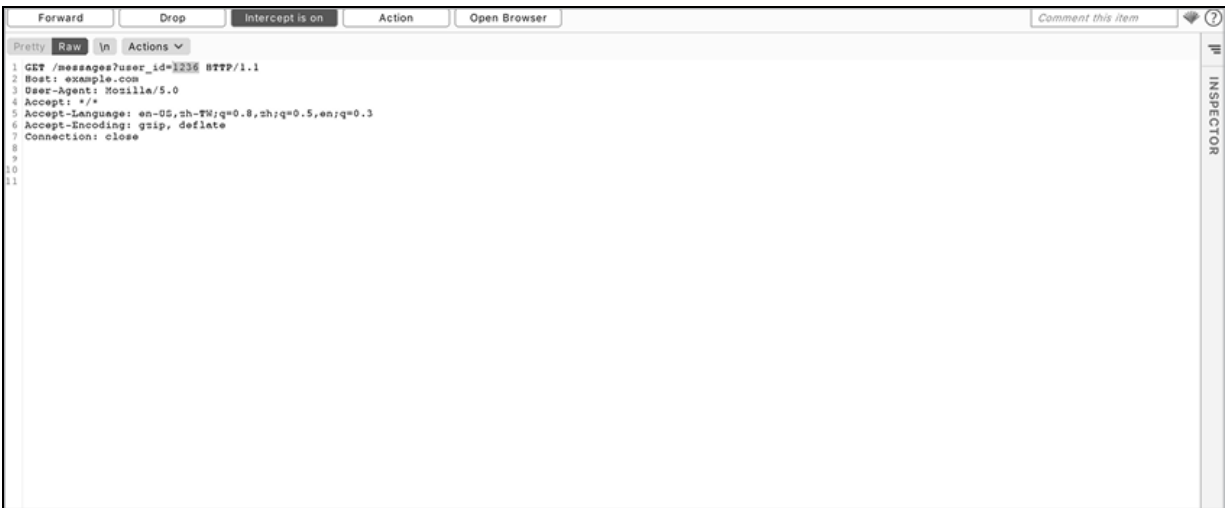 Forward Drop Intercept is on Action Open Browser Comment this item ?
Pretty Raw \n Actions
1 GET /messages?user_id=1236 HTTP/1.1
2 Host: example.com
3 User-Agent: Mozilla/5.0
4 Accept: */*
5 Accept-Language: en-US,zh-TW;q=0.8,zh;q=0.5,en;q=0.3
6 Accept-Encoding: gzip, deflate
7 Connection: close
8
9
10
11
INSPECTOR